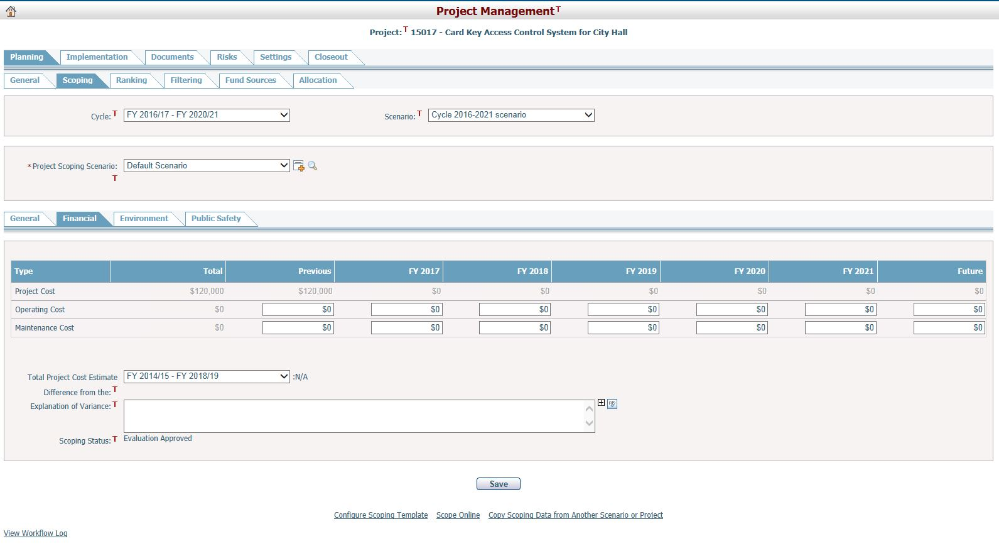 Project Management T
Project: T 15017 - Card Key Access Control System for City Hall
Planning Implementation Documents Risks Settings Closeout
General Scoping Ranking Filtering Fund Sources Allocation
Cycle: T FY 2016/17 - FY 2020/21 Scenario: T Cycle 2016-2021 scenario
* Project Scoping Scenario: Default Scenario
T
General Financial Environment Public Safety
Type Total Previous FY 2017 FY 2018 FY 2019 FY 2020 FY 2021 Future
Project Cost $120,000 $120,000 $0 $0 $0 $0 $0 $0
Operating Cost $0 $0 $0 $0 $0 $0 $0 $0
Maintenance Cost $0 $0 $0 $0 $0 $0 $0 $0
Total Project Cost Estimate FY 2014/15 - FY 2018/19 :N/A
Difference from the: T
Explanation of Variance: T
Scoping Status: T Evaluation Approved
Save
Configure Scoping Template Scope Online Copy Scoping Data from Another Scenario or Project
View Workflow Log